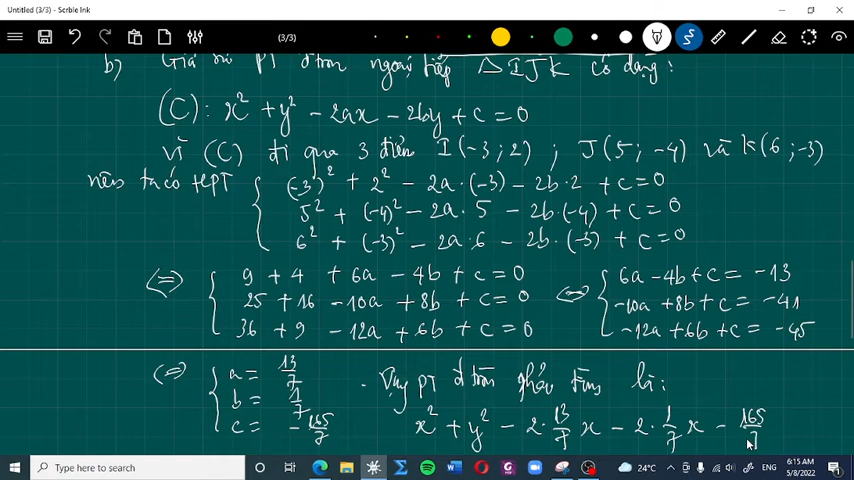 Untitled (3/3) - Scrble Ink
(3/3)
b) Giả sử PT đtròn ngoại tiếp △IJK có dạng:
(C): x² + y² - 2ax - 2by + c = 0
Vì (C) đi qua 3 điểm I(-3; 2) ; J(5; -4) và K(6; -3)
nên ta có HPT { (-3)² + 2² - 2a·(-3) - 2b·2 + c = 0
5² + (-4)² - 2a·5 - 2b·(-4) + c = 0
6² + (-3)² - 2a·6 - 2b·(-3) + c = 0
⇔ { 9 + 4 + 6a - 4b + c = 0 ⇔ { 6a - 4b + c = -13
25 + 16 - 10a + 8b + c = 0 -10a + 8b + c = -41
36 + 9 - 12a + 6b + c = 0 -12a + 6b + c = -45
⇔ { a = 13/7 . Vậy PT đtròn phải tìm là:
b = 1/7
c = -165/7 x² + y² - 2·13/7 x - 2·1/7 x - 165/7
Type here to search
24°C
6:15 AM
5/8/2022